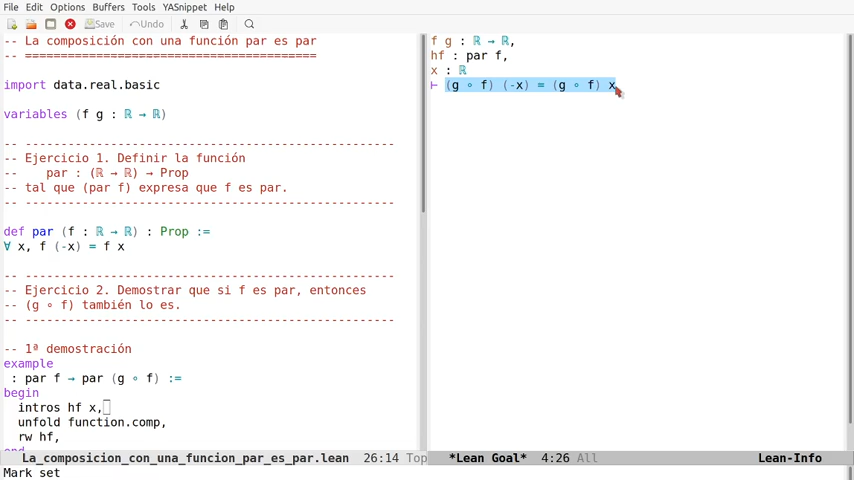 File Edit Options Buffers Tools YASnippet Help
Save Undo
-- La composición con una función par es par
-- ========================================
import data.real.basic
variables (f g : ℝ → ℝ)
-- ---------------------------------------------------
-- Ejercicio 1. Definir la función
--    par : (ℝ → ℝ) → Prop
-- tal que (par f) expresa que f es par.
-- ---------------------------------------------------
def par (f : ℝ → ℝ) : Prop :=
∀ x, f (-x) = f x
-- ---------------------------------------------------
-- Ejercicio 2. Demostrar que si f es par, entonces
-- (g ∘ f) también lo es.
-- ---------------------------------------------------
-- 1ª demostración
example
 : par f → par (g ∘ f) :=
begin
  intros hf x,
  unfold function.comp,
  rw hf,
end
La_composicion_con_una_funcion_par_es_par.lean 26:14 Top
f g : ℝ → ℝ,
hf : par f,
x : ℝ
⊢ (g ∘ f) (-x) = (g ∘ f) x
*Lean Goal* 4:26 All Lean-Info
Mark set